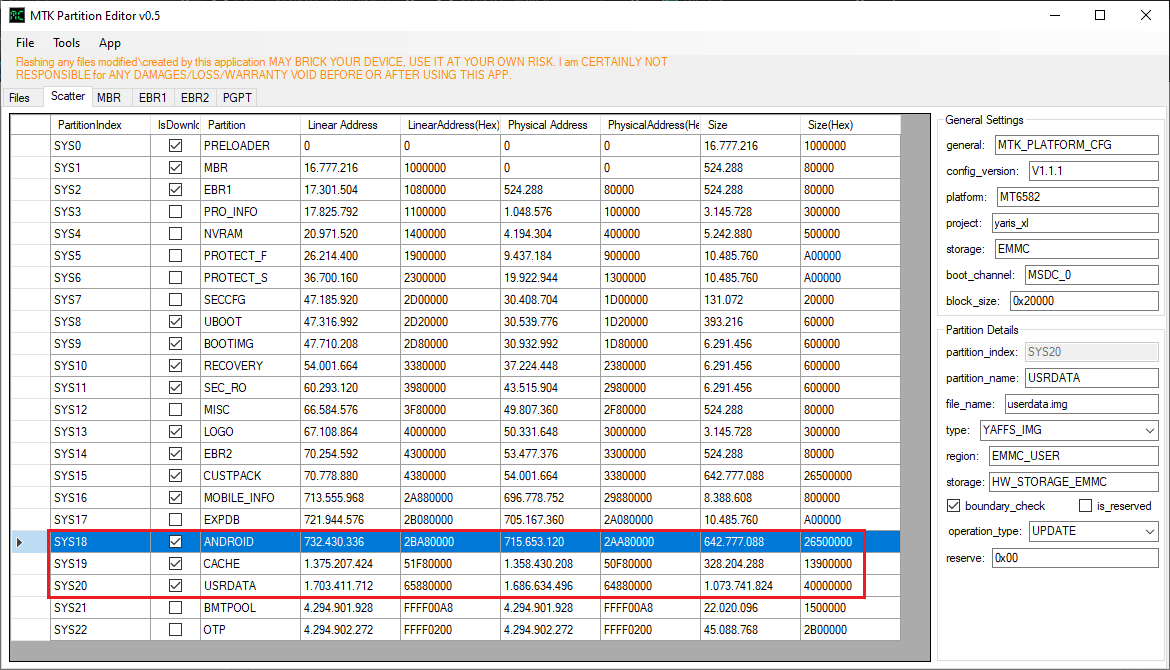 MTK Partition Editor v0.5
File Tools App
Flashing any files modified\created by this application MAY BRICK YOUR DEVICE, USE IT AT YOUR OWN RISK. I am CERTAINLY NOT
RESPONSIBLE for ANY DAMAGES/LOSS/WARRANTY VOID BEFORE OR AFTER USING THIS APP.
Files Scatter MBR EBR1 EBR2 PGPT
PartitionIndex IsDownlo Partition Linear Address LinearAddress(Hex) Physical Address PhysicalAddress(He Size Size(Hex)
SYS0 PRELOADER 0 0 0 0 16.777.216 1000000
SYS1 MBR 16.777.216 1000000 0 0 524.288 80000
SYS2 EBR1 17.301.504 1080000 524.288 80000 524.288 80000
SYS3 PRO_INFO 17.825.792 1100000 1.048.576 100000 3.145.728 300000
SYS4 NVRAM 20.971.520 1400000 4.194.304 400000 5.242.880 500000
SYS5 PROTECT_F 26.214.400 1900000 9.437.184 900000 10.485.760 A00000
SYS6 PROTECT_S 36.700.160 2300000 19.922.944 1300000 10.485.760 A00000
SYS7 SECCFG 47.185.920 2D00000 30.408.704 1D00000 131.072 20000
SYS8 UBOOT 47.316.992 2D20000 30.539.776 1D20000 393.216 60000
SYS9 BOOTIMG 47.710.208 2D80000 30.932.992 1D80000 6.291.456 600000
SYS10 RECOVERY 54.001.664 3380000 37.224.448 2380000 6.291.456 600000
SYS11 SEC_RO 60.293.120 3980000 43.515.904 2980000 6.291.456 600000
SYS12 MISC 66.584.576 3F80000 49.807.360 2F80000 524.288 80000
SYS13 LOGO 67.108.864 4000000 50.331.648 3000000 3.145.728 300000
SYS14 EBR2 70.254.592 4300000 53.477.376 3300000 524.288 80000
SYS15 CUSTPACK 70.778.880 4380000 54.001.664 3380000 642.777.088 26500000
SYS16 MOBILE_INFO 713.555.968 2A880000 696.778.752 29880000 8.388.608 800000
SYS17 EXPDB 721.944.576 2B080000 705.167.360 2A080000 10.485.760 A00000
SYS18 ANDROID 732.430.336 2BA80000 715.653.120 2AA80000 642.777.088 26500000
SYS19 CACHE 1.375.207.424 51F80000 1.358.430.208 50F80000 328.204.288 13900000
SYS20 USRDATA 1.703.411.712 65880000 1.686.634.496 64880000 1.073.741.824 40000000
SYS21 BMTPOOL 4.294.901.928 FFFF00A8 4.294.901.928 FFFF00A8 22.020.096 1500000
SYS22 OTP 4.294.902.272 FFFF0200 4.294.902.272 FFFF0200 45.088.768 2B00000
General Settings
general: MTK_PLATFORM_CFG
config_version: V1.1.1
platform: MT6582
project: yaris_xl
storage: EMMC
boot_channel: MSDC_0
block_size: 0x20000
Partition Details
partition_index: SYS20
partition_name: USRDATA
file_name: userdata.img
type: YAFFS_IMG
region: EMMC_USER
storage: HW_STORAGE_EMMC
boundary_check is_reserved
operation_type: UPDATE
reserve: 0x00